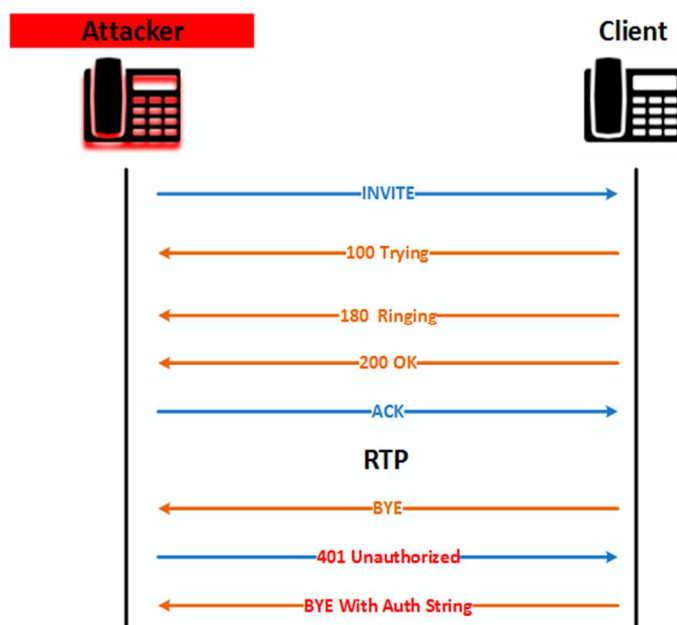 Attacker
Client
INVITE
100 Trying
180 Ringing
200 OK
ACK
RTP
BYE
401 Unauthorized
BYE With Auth String